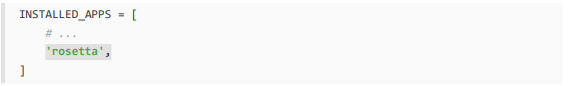 INSTALLED_APPS = [
    # ...
    'rosetta',
]